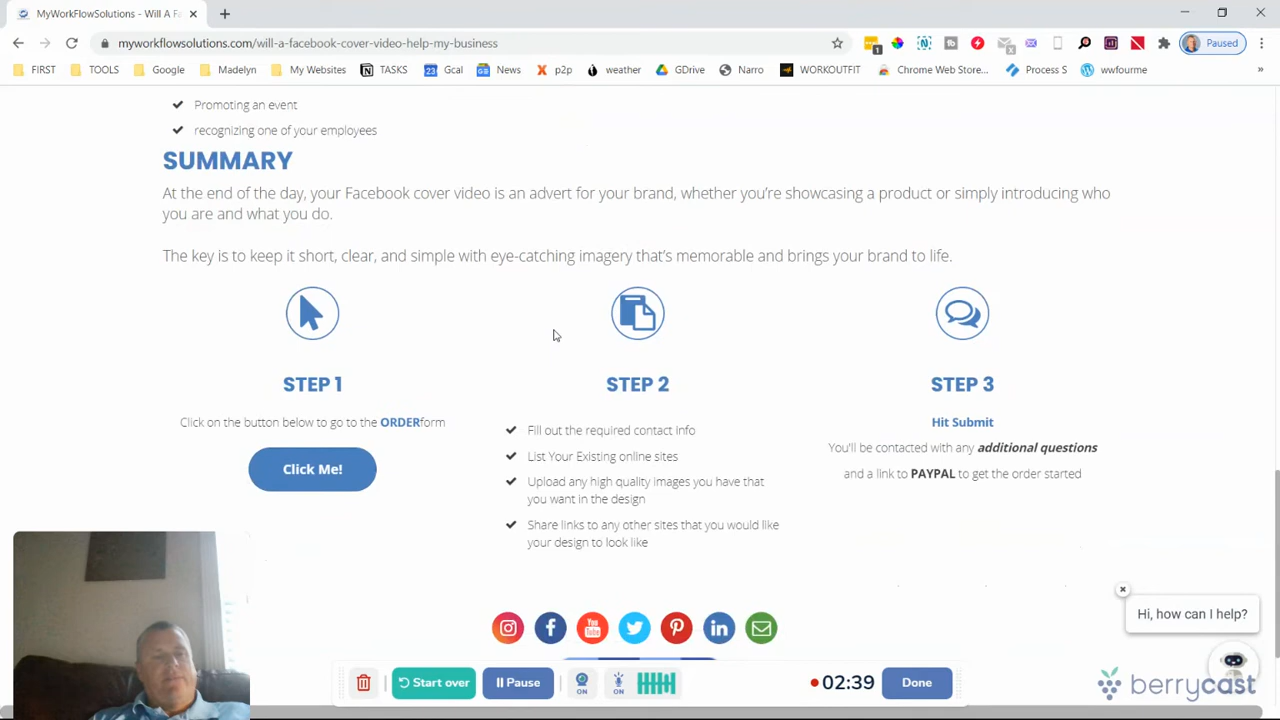 MyWorkFlowSolutions - Will A Fa
myworkflowsolutions.com/will-a-facebook-cover-video-help-my-business
1
Paused
FIRST
TOOLS
Google
Madelyn
My Websites
TASKS
23
Gcal
News
p2p
weather
GDrive
Narro
WORKOUTFIT
Chrome Web Store...
Process S
wwfourme
»
Promoting an event
recognizing one of your employees
SUMMARY
At the end of the day, your Facebook cover video is an advert for your brand, whether you're showcasing a product or simply introducing who
you are and what you do.
The key is to keep it short, clear, and simple with eye-catching imagery that's memorable and brings your brand to life.
STEP 1
STEP 2
STEP 3
Click on the button below to go to the ORDERform
Click Me!
Fill out the required contact info
List Your Existing online sites
Upload any high quality images you have that
you want in the design
Share links to any other sites that you would like
your design to look like
Hit Submit
You'll be contacted with any additional questions
and a link to PAYPAL to get the order started
You Tube
Hi, how can I help?
Start over
Pause
ON
ON
02:39
Done
berrycast